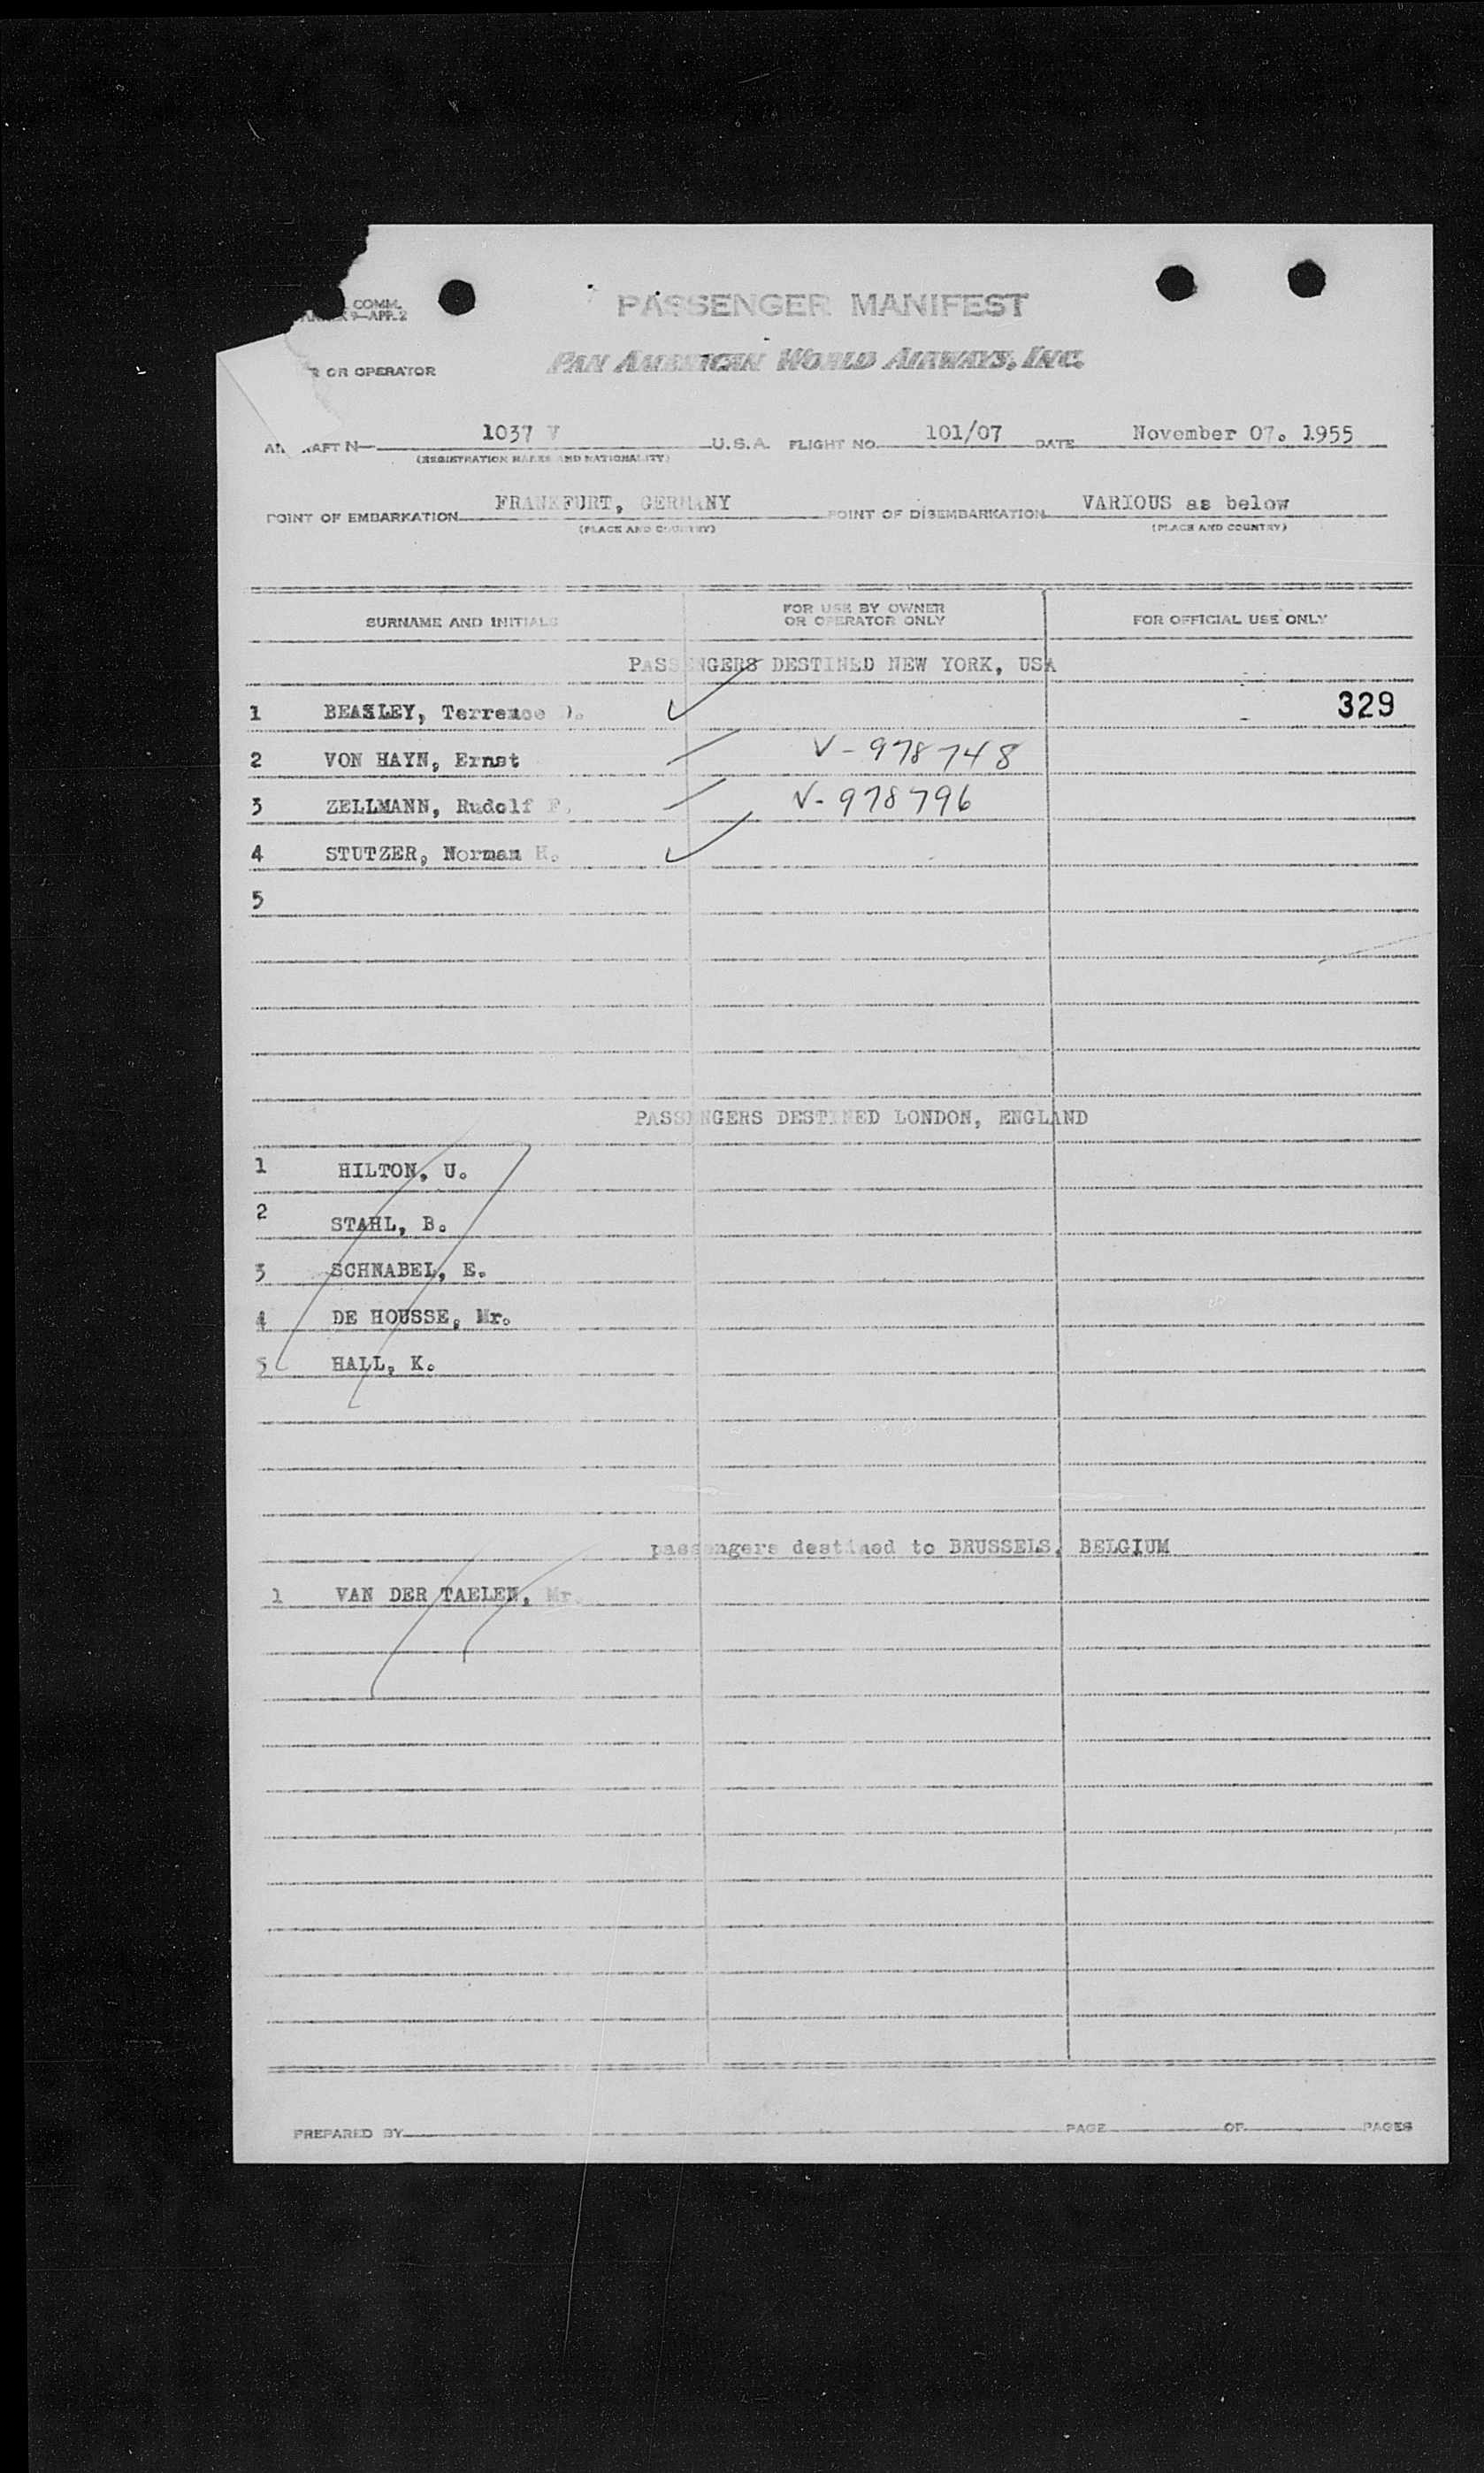 COMM.
9—APP. 2
PASSENGER MANIFEST
OR OPERATOR
PAN AMERICAN WORLD AIRWAYS, INC.
1037 V U.S.A. FLIGHT NO. 101/07 DATE November 07. 1955
(REGISTRATION MARKS AND NATIONALITY)
POINT OF EMBARKATION FRANKFURT, GERMANY POINT OF DISEMBARKATION VARIOUS as below
(PLACE AND COUNTRY) (PLACE AND COUNTRY)
SURNAME AND INITIALS FOR USE BY OWNER OR OPERATOR ONLY FOR OFFICIAL USE ONLY
PASSENGERS DESTINED NEW YORK, USA
1 BEASLEY, Terrence D. 329
2 VON HAYN, Ernst V-978748
3 ZELLMANN, Rudolf F. V-978796
4 STUTZER, Norman H.
5
PASSENGERS DESTINED LONDON, ENGLAND
1 HILTON, U.
2 STAHL, B.
3 SCHNABEL, E.
4 DE HOUSSE, Mr.
5 HALL, K.
passengers destined to BRUSSELS, BELGIUM
1 VAN DER TAELEN, Mr.
PREPARED BY PAGE OF PAGES